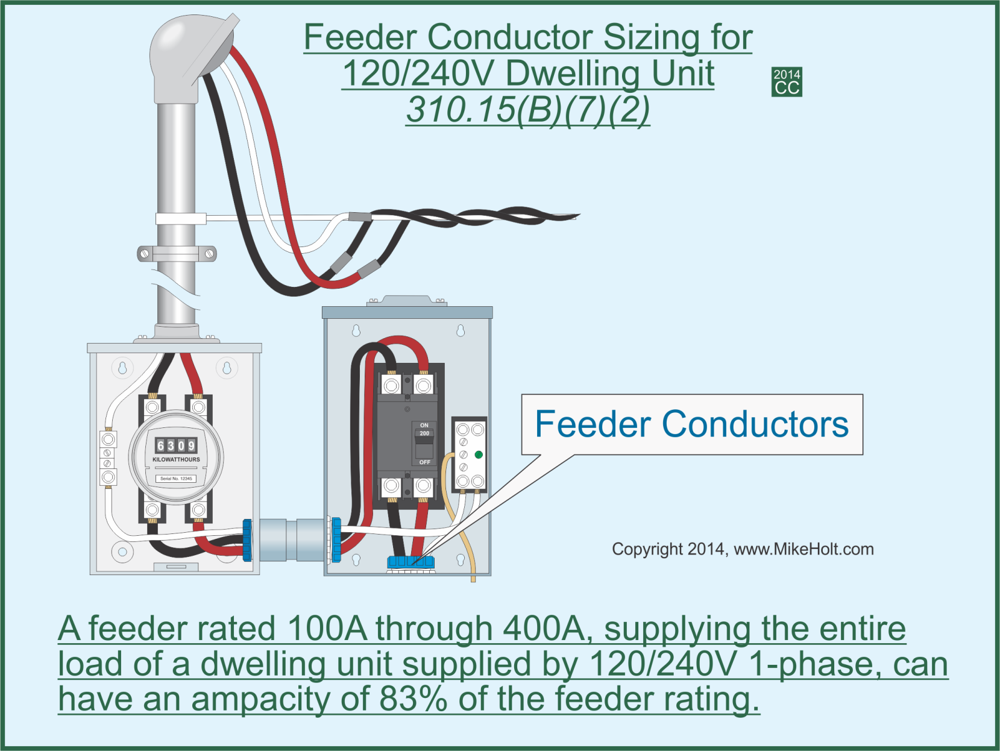 Feeder Conductor Sizing for
120/240V Dwelling Unit
310.15(B)(7)(2)
2014
CC
ON
200
OFF
6309
KILOWATTHOURS
Serial No. 12345
Feeder Conductors
Copyright 2014, www.MikeHolt.com
A feeder rated 100A through 400A, supplying the entire
load of a dwelling unit supplied by 120/240V 1-phase, can
have an ampacity of 83% of the feeder rating.